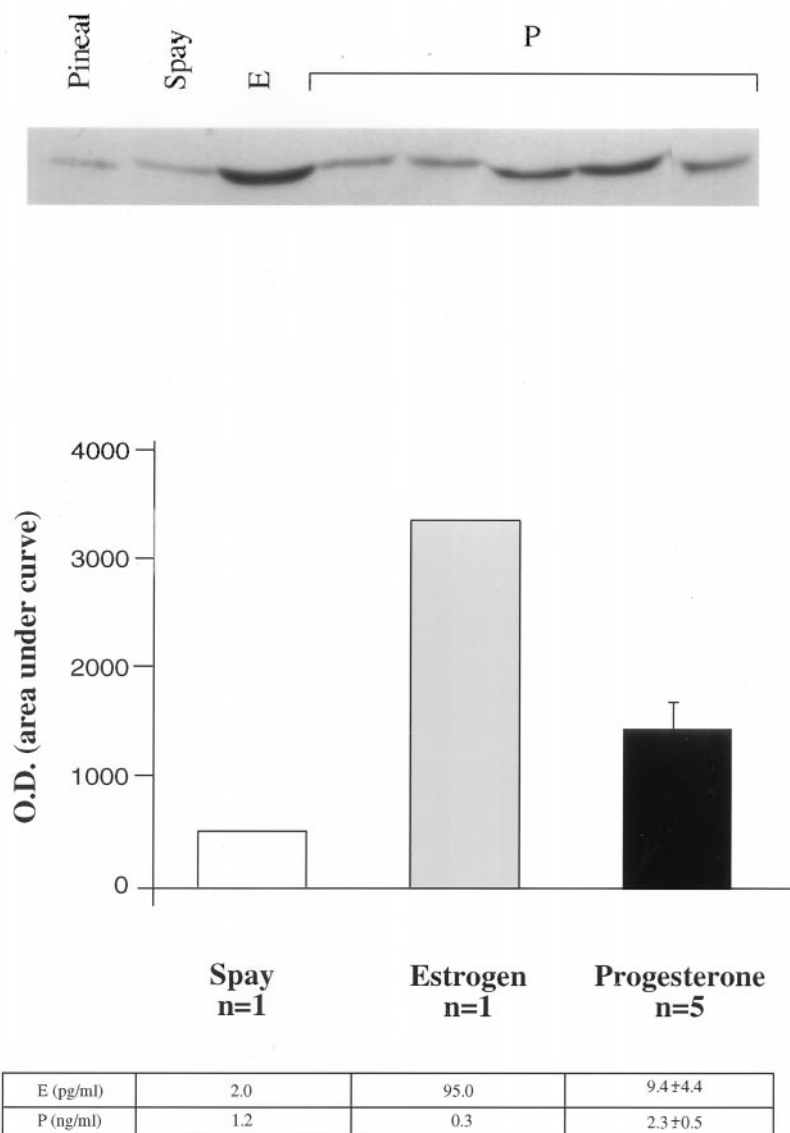 Pineal Spay E P
4000
3000
2000
1000
0
O.D. (area under curve)
Spay Estrogen Progesterone
n=1 n=1 n=5
E (pg/ml) 2.0 95.0 9.4±4.4
P (ng/ml) 1.2 0.3 2.3±0.5